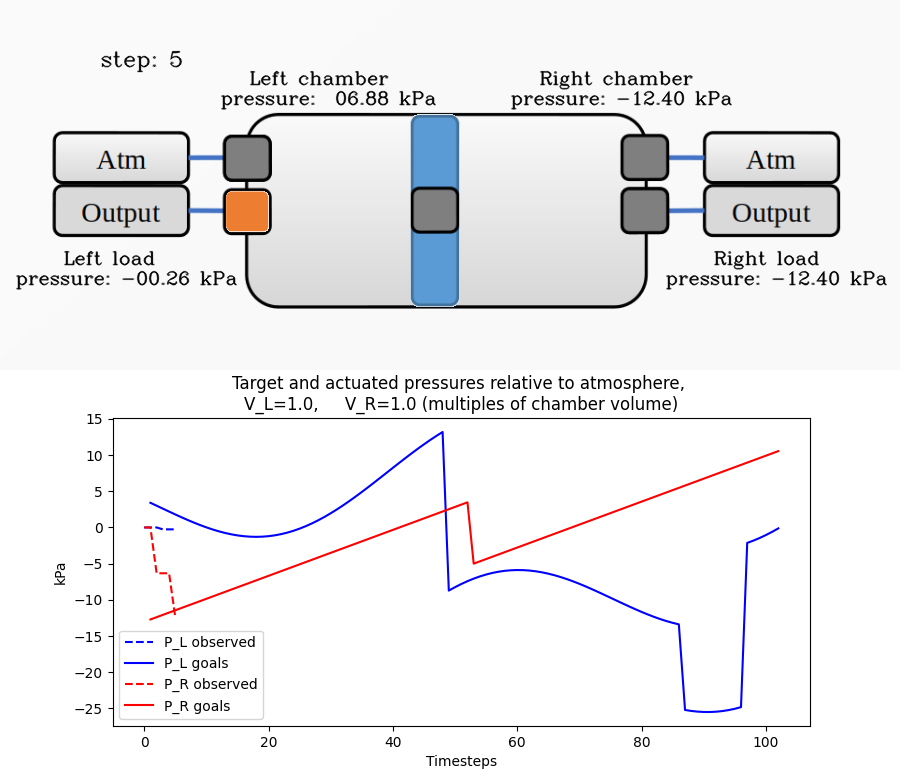 step: 5
Left chamber
pressure:  06.88 kPa
Right chamber
pressure: −12.40 kPa
Atm
Output
Atm
Output
Left load
pressure: −00.26 kPa
Right load
pressure: −12.40 kPa
Target and actuated pressures relative to atmosphere,
V_L=1.0,     V_R=1.0 (multiples of chamber volume)
15
10
5
0
−5
−10
−15
−20
−25
kPa
P_L observed
P_L goals
P_R observed
P_R goals
0 20 40 60 80 100
Timesteps